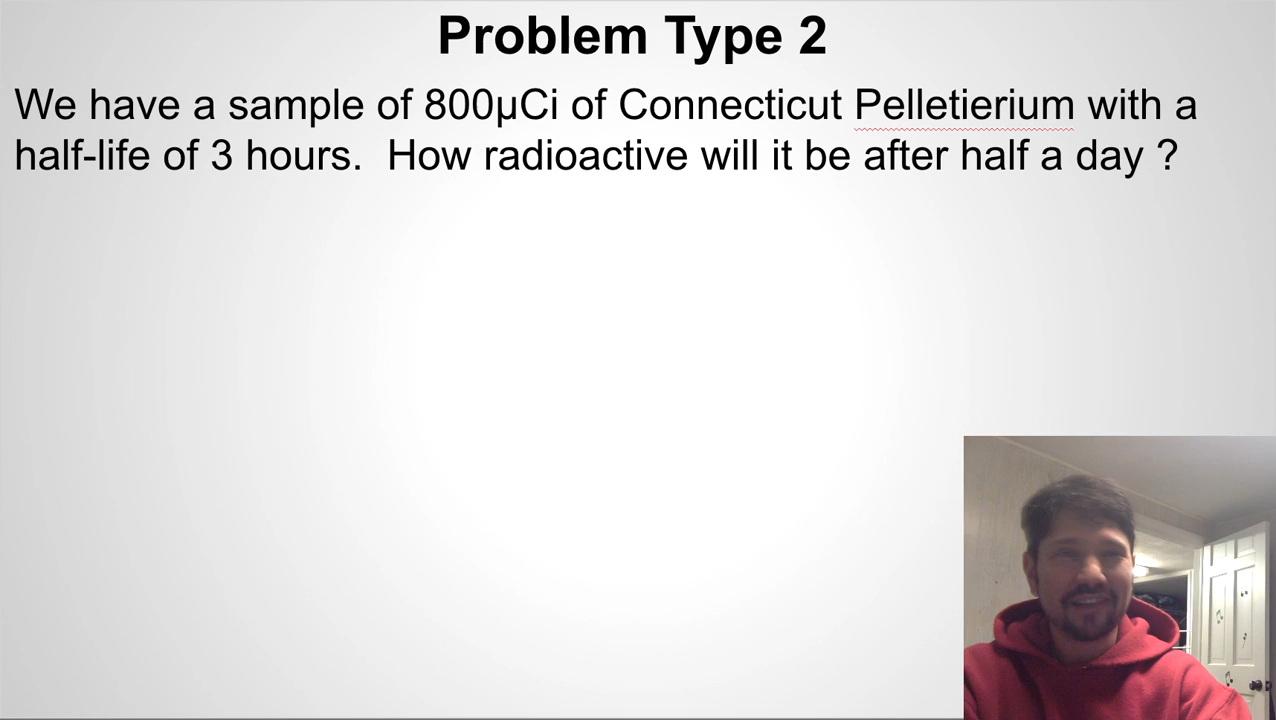 Problem Type 2
We have a sample of 800µCi of Connecticut Pelletierium with a
half-life of 3 hours.  How radioactive will it be after half a day ?